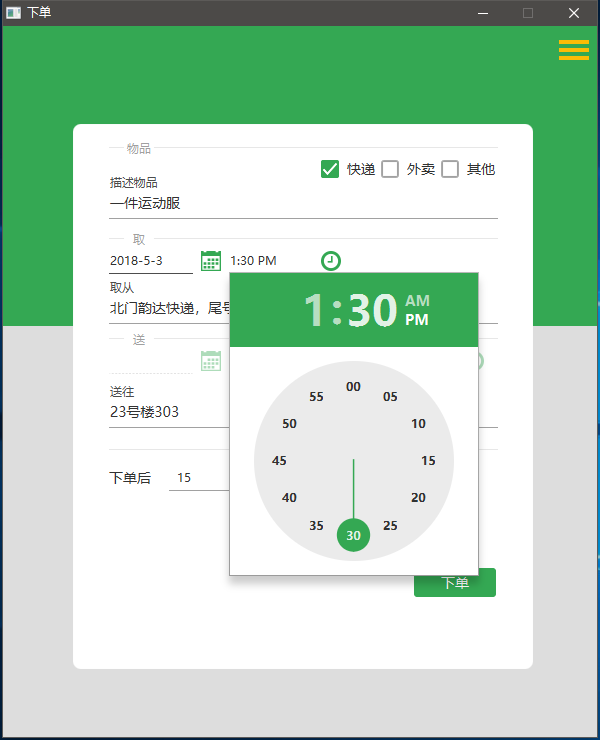 下单
物品
快递 外卖 其他
描述物品
一件运动服
取
2018-5-3 1:30 PM
取从
北门韵达快递，尾号
1:30 AM
PM
送
00
55 05
50 10
45 15
40 20
35 25
30
送往
23号楼303
下单后 15
下单